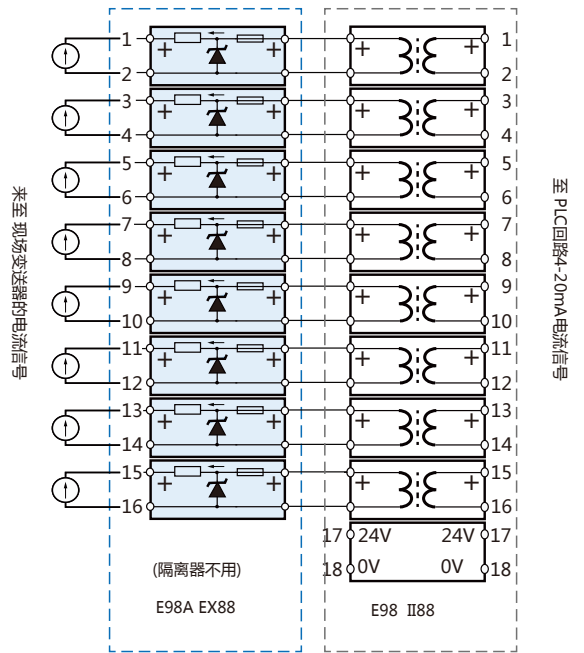 1 + + + + 1
2 2
3 + + + + 3
4 4
5 + + + + 5
6 6
7 + + + + 7
8 8
9 + + + + 9
10 10
11 + + + + 11
12 12
13 + + + + 13
14 14
15 + + + + 15
16 16
17 24V 24V 17
18 0V 0V 18
来至 现场变送器的电流信号
(隔离器不用)
E98A EX88
E98 II88
至 PLC回路4-20mA电流信号